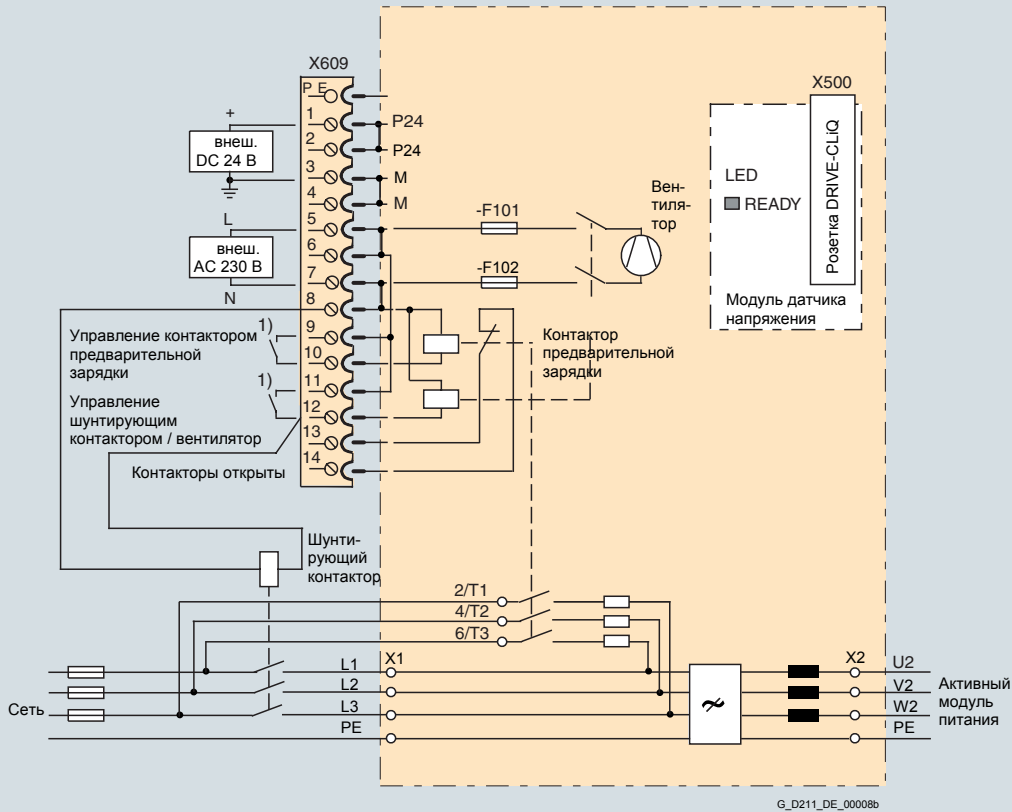 X609
P E
1
2
3
4
5
6
7
8
9
10
11
12
13
14
+
внеш.
DC 24 В
L
внеш.
AC 230 В
N
P24
P24
M
M
-F101
-F102
Вен-
тиля-
тор
X500
LED
READY
Розетка DRIVE-CLiQ
Модуль датчика
напряжения
1)
Управление контактором
предварительной
зарядки
1)
Управление
шунтирующим
контактором / вентилятор
Контакторы открыты
Контактор
предварительной
зарядки
Шунти-
рующий
контактор
2/T1
4/T2
6/T3
Сеть
L1
L2
L3
PE
X1
X2
U2
V2
W2
PE
Активный
модуль
питания
G_D211_DE_00008b